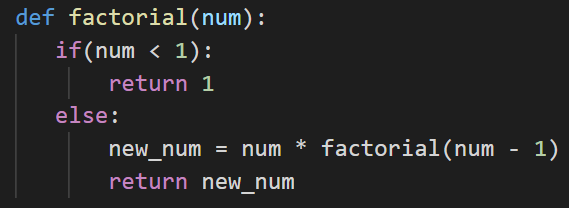 def factorial(num):
    if(num < 1):
        return 1
    else:
        new_num = num * factorial(num - 1)
        return new_num